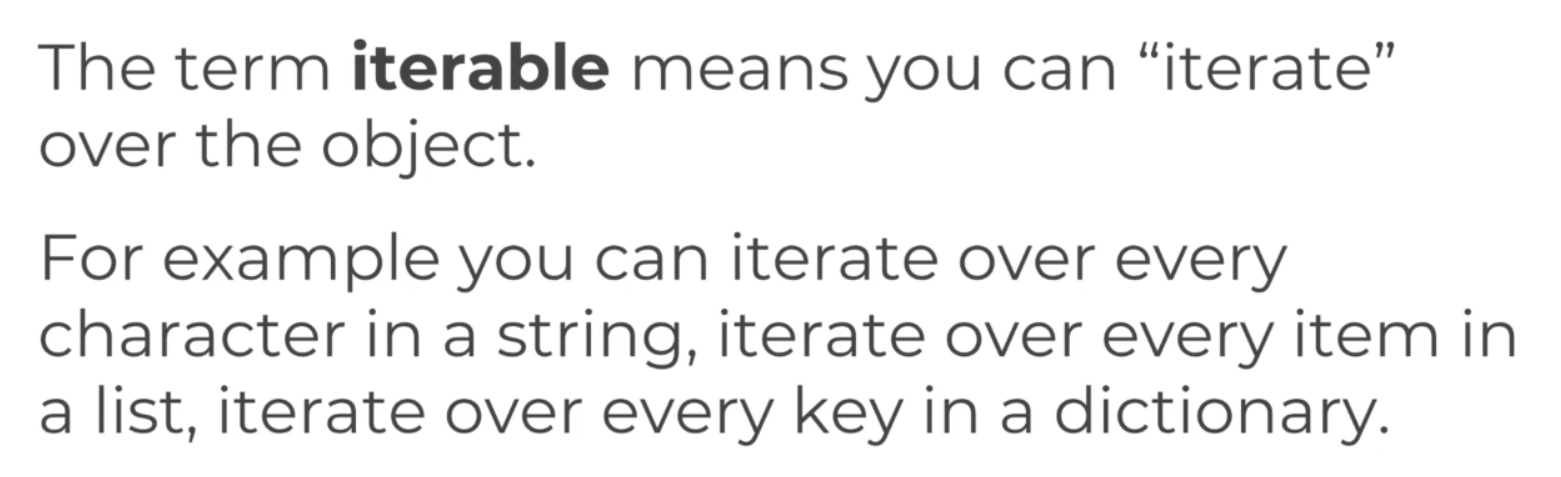 The term iterable means you can “iterate”
over the object.
For example you can iterate over every
character in a string, iterate over every item in
a list, iterate over every key in a dictionary.